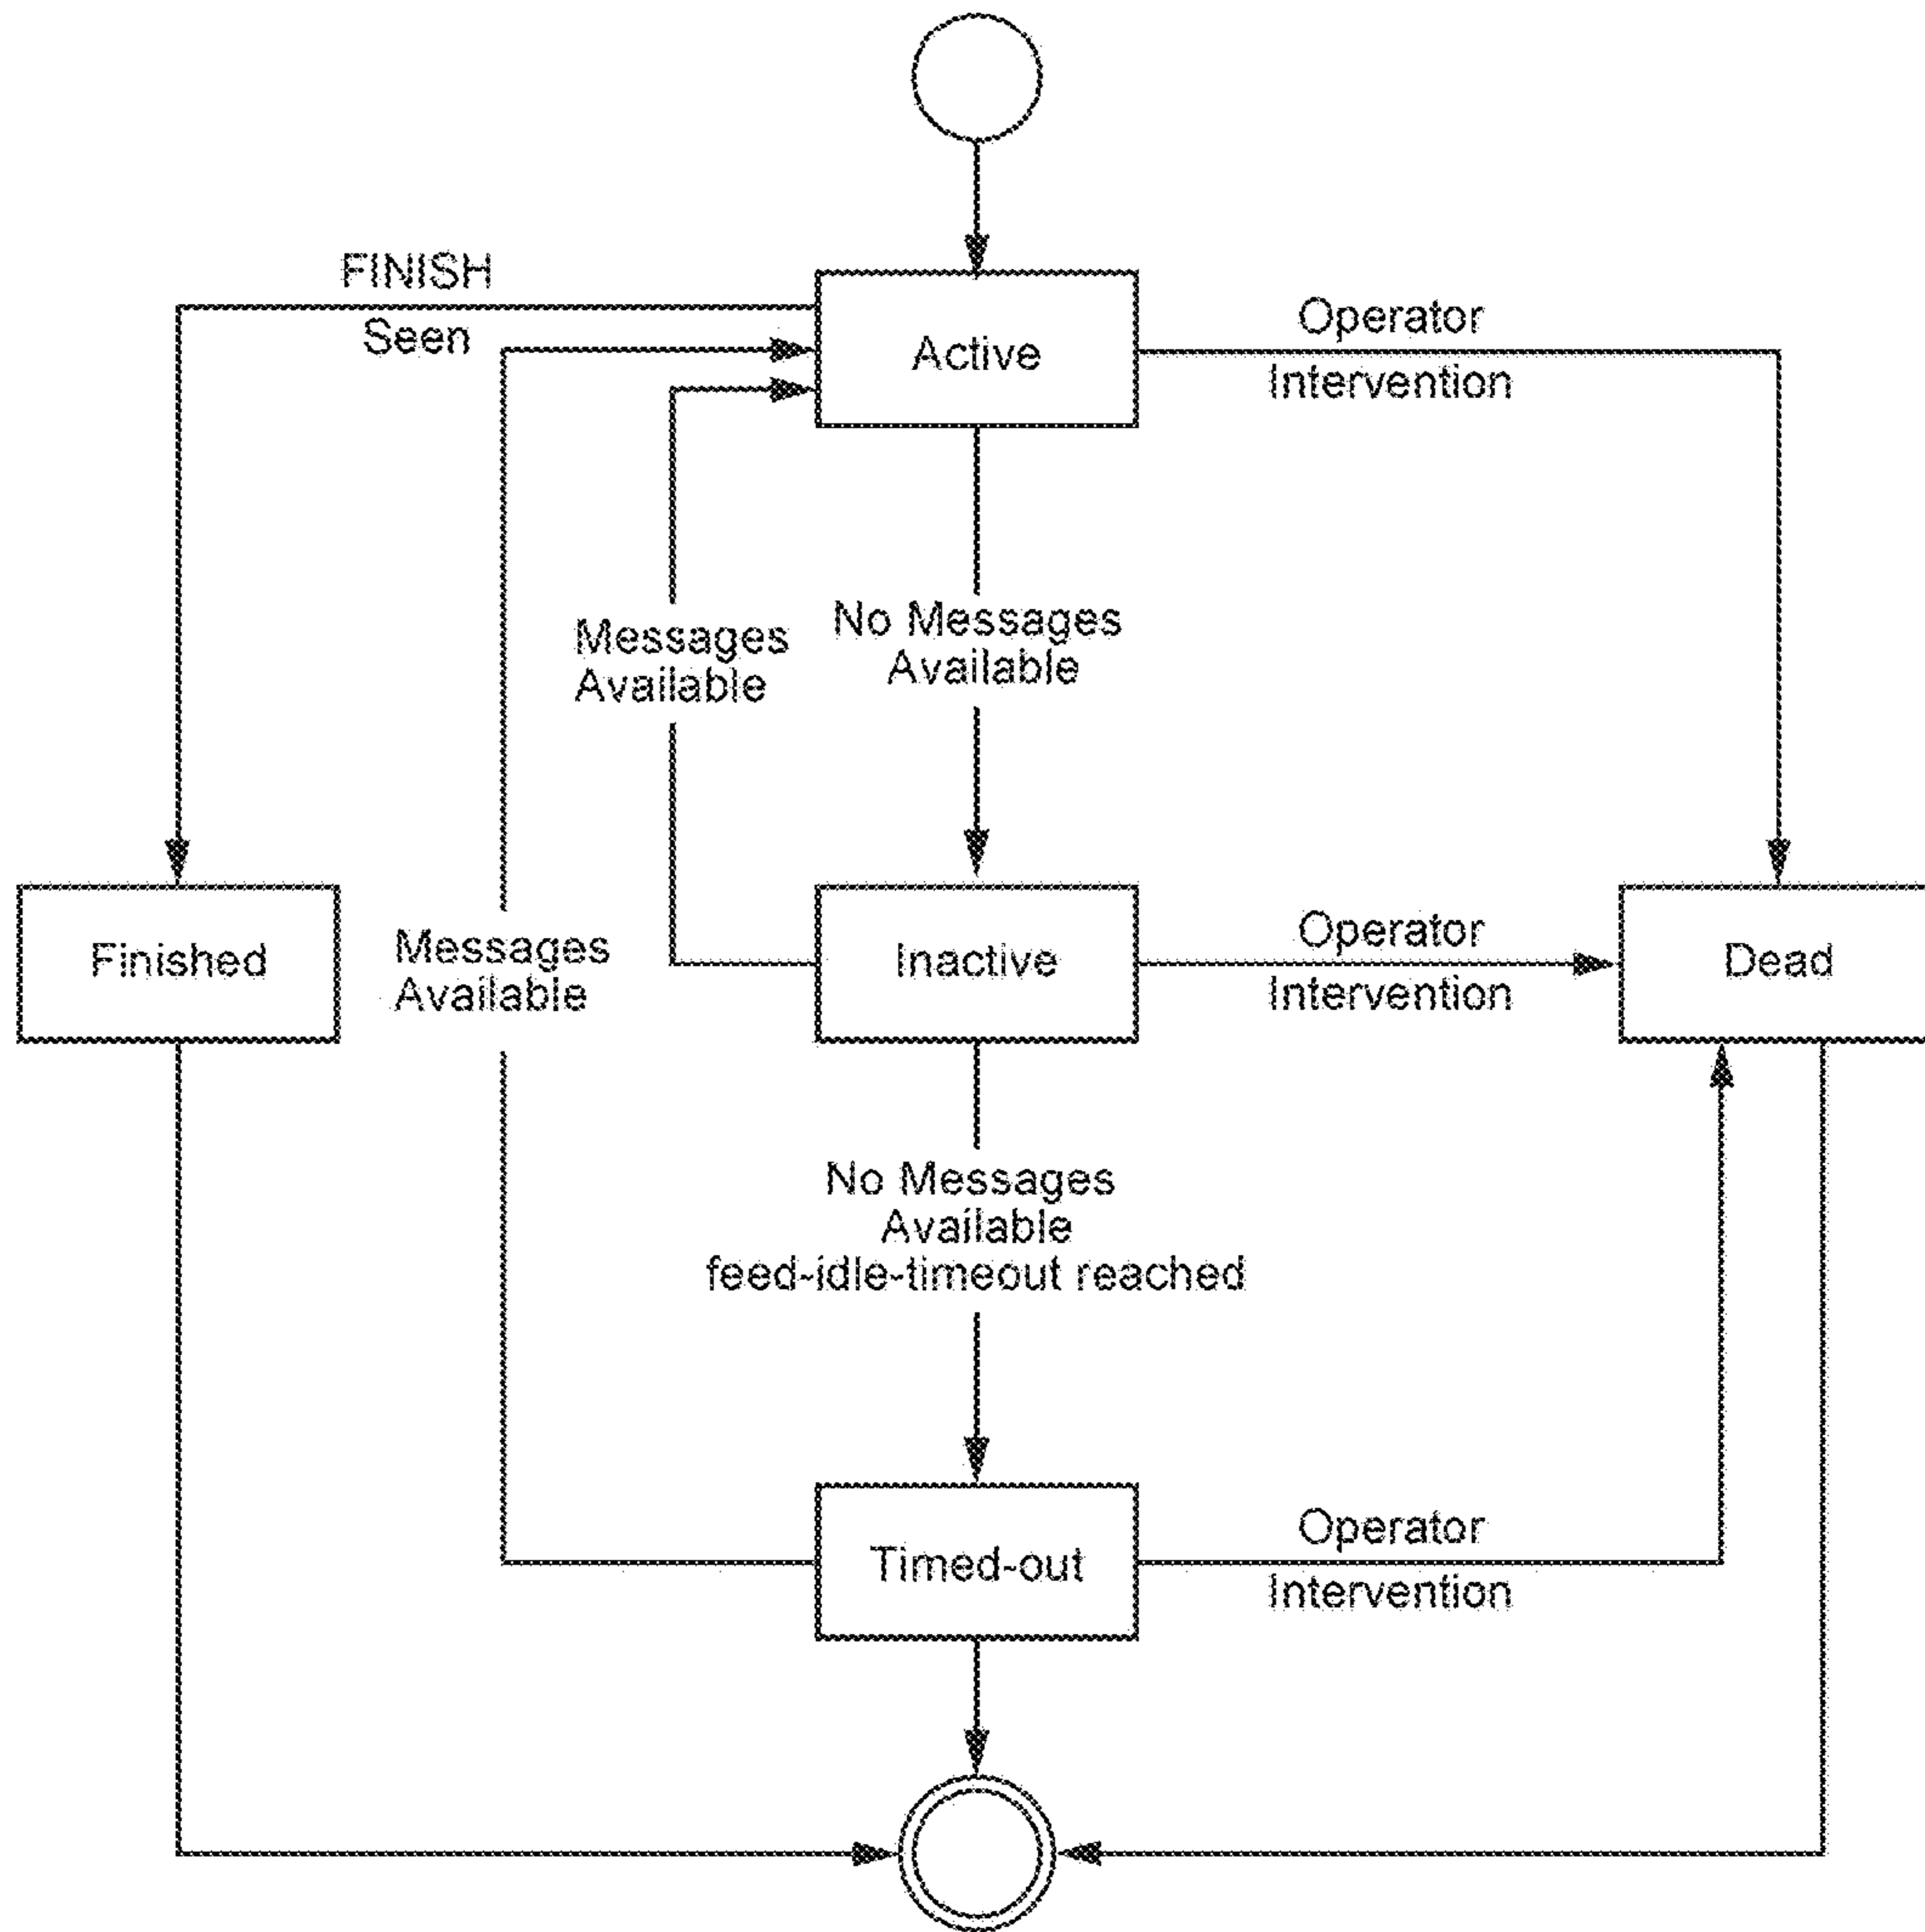 FINISH
Seen
Active
Operator
Intervention
Messages
Available
No Messages
Available
Finished
Messages
Available
Inactive
Operator
Intervention
Dead
No Messages
Available
feed-idle-timeout reached
Timed-out
Operator
Intervention